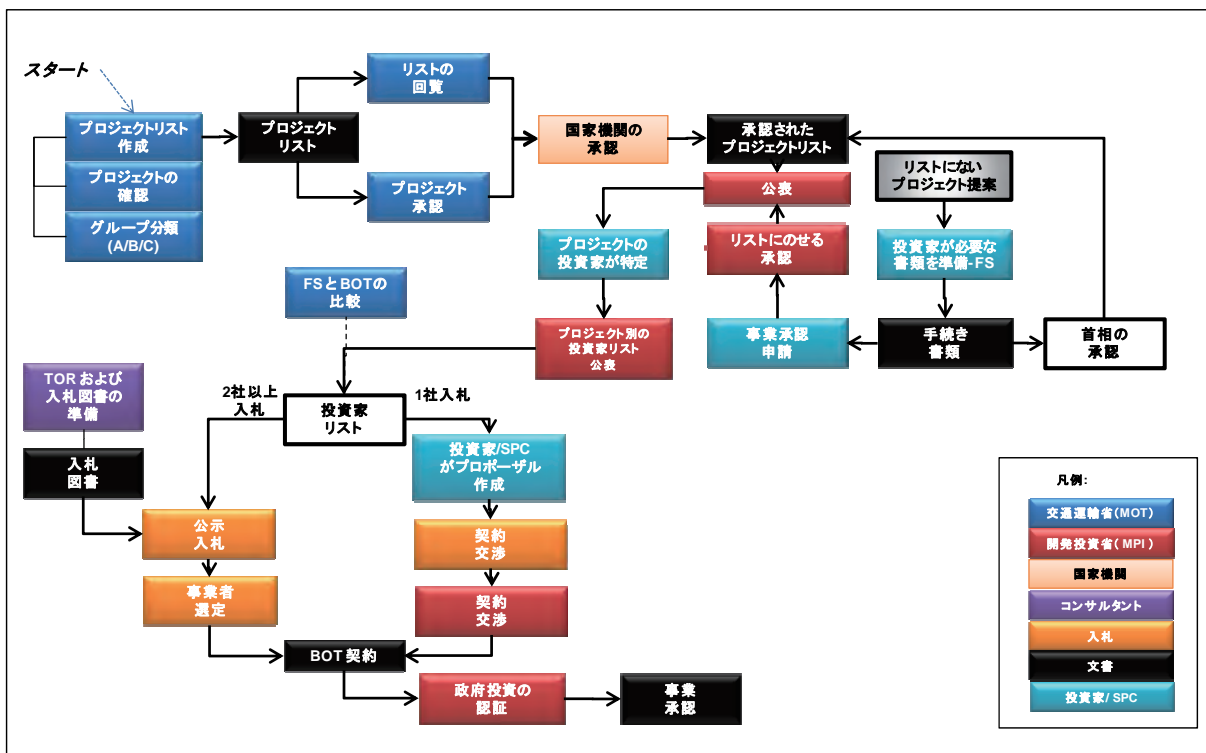 スタート
プロジェクトリスト
作成
プロジェクトの
確認
グループ分類
(A/B/C)
プロジェクト
リスト
リストの
回覧
プロジェクト
承認
国家機関の
承認
承認された
プロジェクトリスト
リストにない
プロジェクト提案
公表
リストにのせる
承認
プロジェクトの
投資家が特定
投資家が必要な
書類を準備-FS
FSとBOTの
比較
プロジェクト別の
投資家リスト
公表
事業承認
申請
手続き
書類
首相の
承認
TORおよび
入札図書の
準備
2社以上
入札
投資家
リスト
1社入札
入札
図書
投資家/SPC
がプロポーザル
作成
公示
入札
契約
交渉
事業者
選定
契約
交渉
BOT 契約
政府投資の
認証
事業
承認
凡例:
交通運輸省(MOT)
開発投資省(MPI)
国家機関
コンサルタント
入札
文書
投資家/ SPC